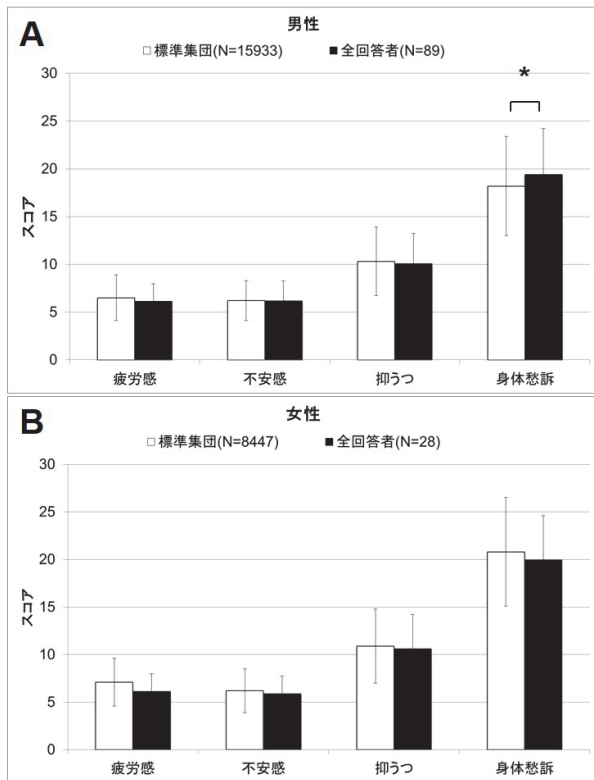 A
男性
□標準集団(N=15933) ■全回答者(N=89)
*
30
25
20
15
10
5
0
スコア
疲労感 不安感 抑うつ 身体愁訴
B
女性
□標準集団(N=8447) ■全回答者(N=28)
30
25
20
15
10
5
0
スコア
疲労感 不安感 抑うつ 身体愁訴